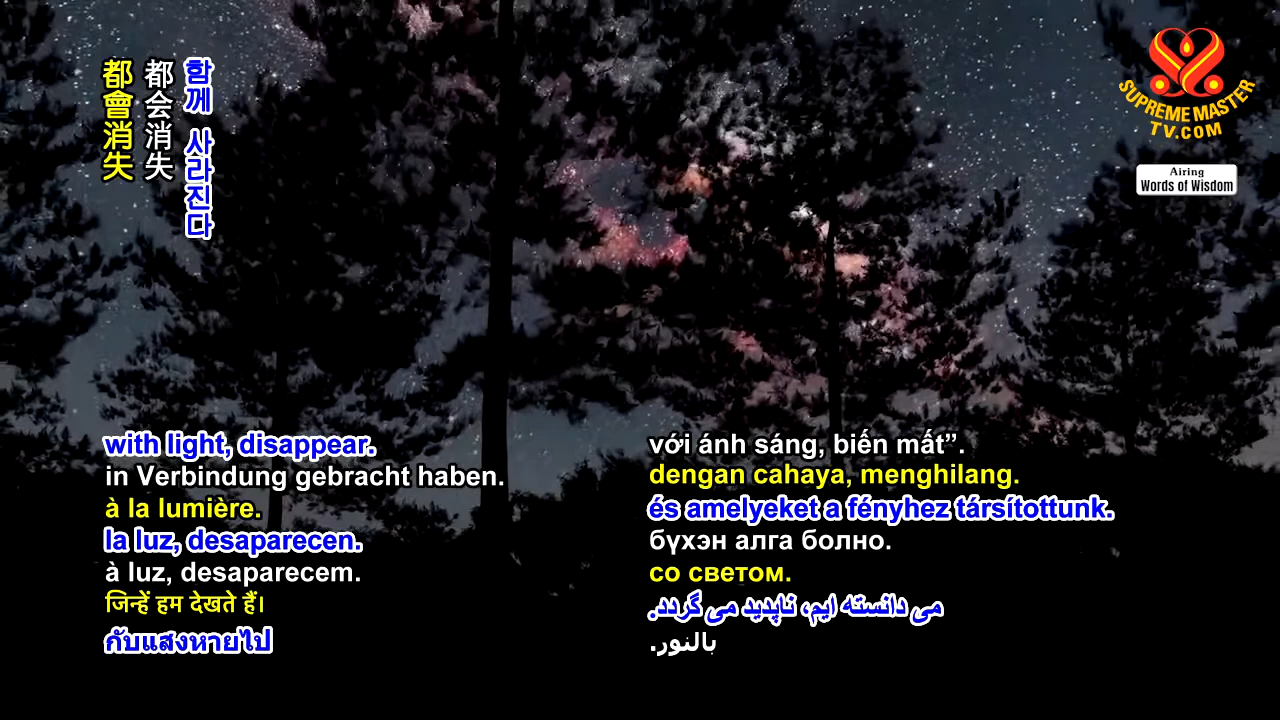 都會消失
都会消失
함께 사라진다
SUPREME MASTER
TV.COM
Airing
Words of Wisdom
with light, disappear.
in Verbindung gebracht haben.
à la lumière.
la luz, desaparecen.
à luz, desaparecem.
जिन्हें हम देखते हैं।
กับแสงหายไป
với ánh sáng, biến mất”.
dengan cahaya, menghilang.
és amelyeket a fényhez társítottunk.
бүхэн алга болно.
со светом.
می دانسته ایم، ناپدید می گردد.
بالنور.